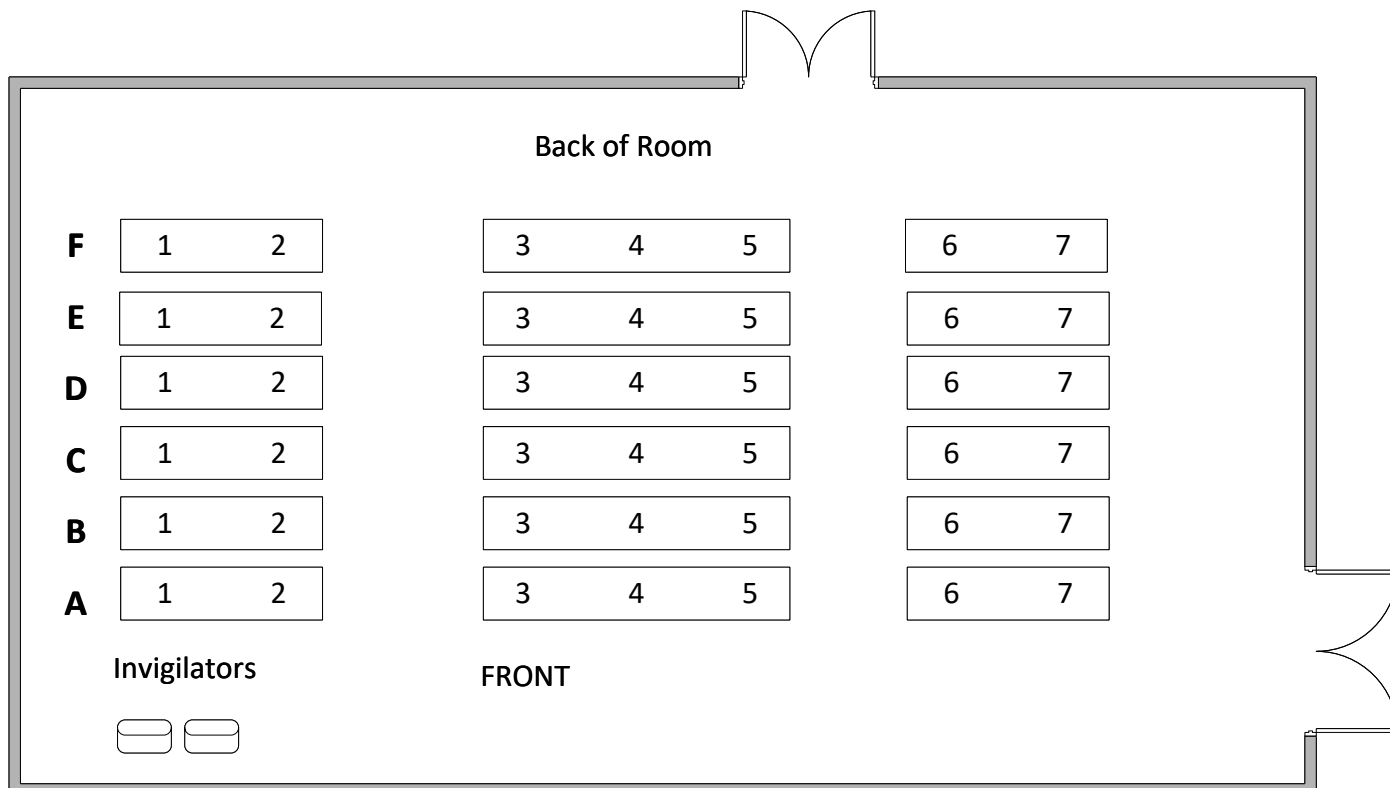 Back of Room
F 1 2 3 4 5 6 7
E 1 2 3 4 5 6 7
D 1 2 3 4 5 6 7
C 1 2 3 4 5 6 7
B 1 2 3 4 5 6 7
A 1 2 3 4 5 6 7
Invigilators
FRONT